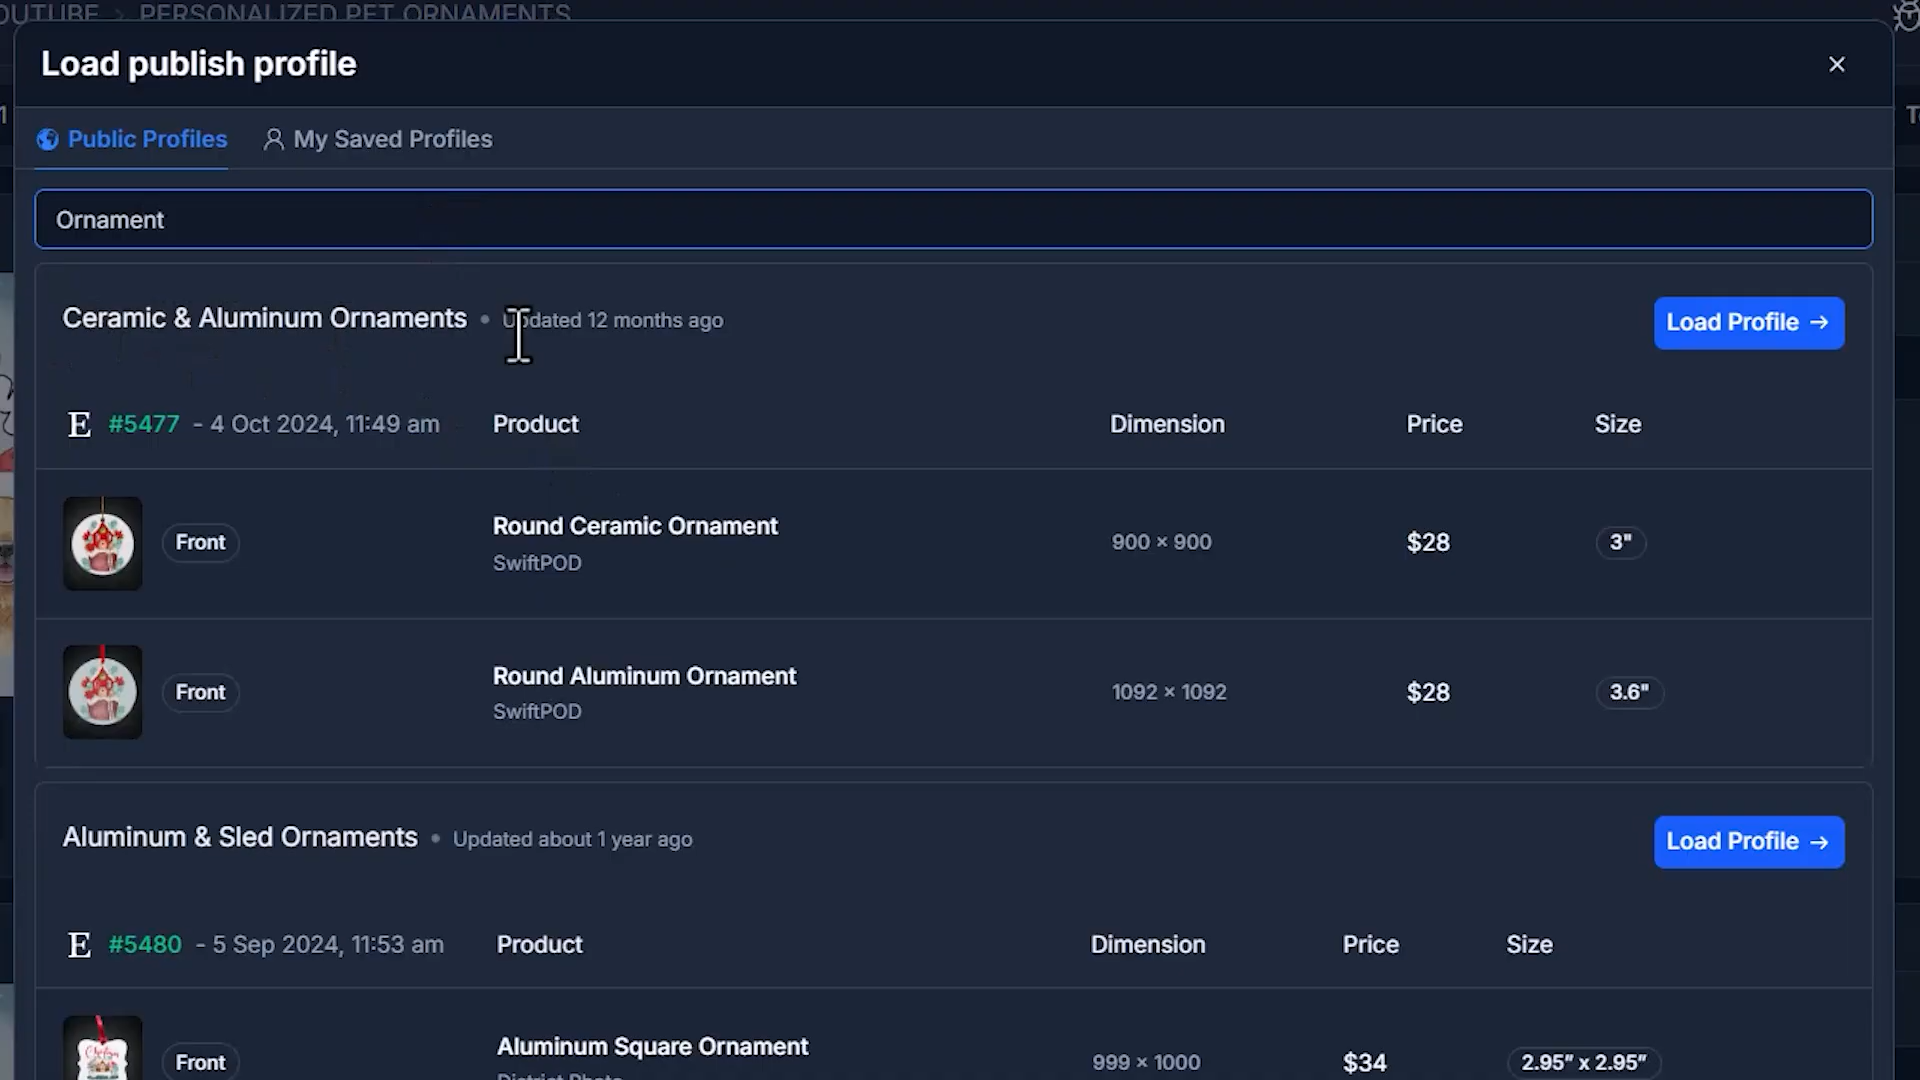 YOUTUBE > PERSONALIZED PET ORNAMENTS
Load publish profile
Public Profiles My Saved Profiles
Ornament
Ceramic & Aluminum Ornaments • Updated 12 months ago Load Profile →
E #5477 - 4 Oct 2024, 11:49 am Product Dimension Price Size
Front Round Ceramic Ornament 900 × 900 $28 3"
SwiftPOD
Front Round Aluminum Ornament 1092 × 1092 $28 3.6"
SwiftPOD
Aluminum & Sled Ornaments • Updated about 1 year ago Load Profile →
E #5480 - 5 Sep 2024, 11:53 am Product Dimension Price Size
Front Aluminum Square Ornament 999 × 1000 $34 2.95” x 2.95”
District Photo